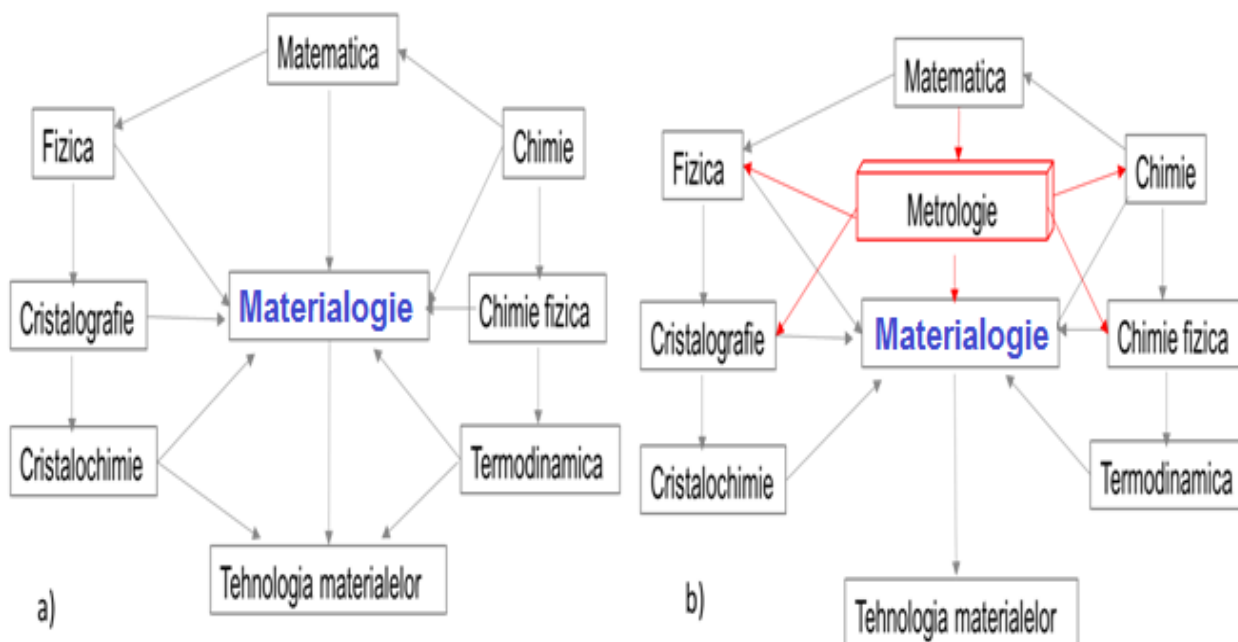 Matematica
Fizica
Chimie
Materialogie
Cristalografie
Chimie fizica
Cristalochimie
Termodinamica
Tehnologia materialelor
a)
Matematica
Fizica
Metrologie
Chimie
Cristalografie
Materialogie
Chimie fizica
Cristalochimie
Termodinamica
Tehnologia materialelor
b)